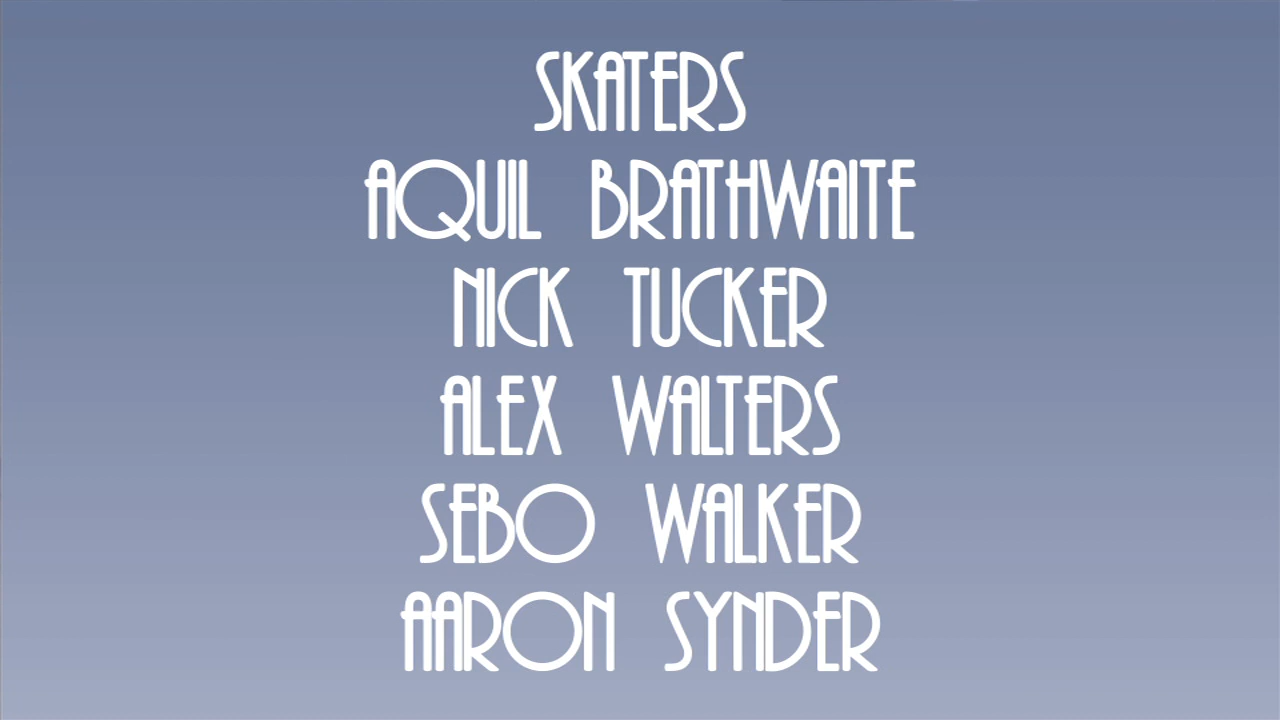 SKATERS
AQUIL BRATHWAITE
NICK TUCKER
ALEX WALTERS
SEBO WALKER
AARON SYNDER